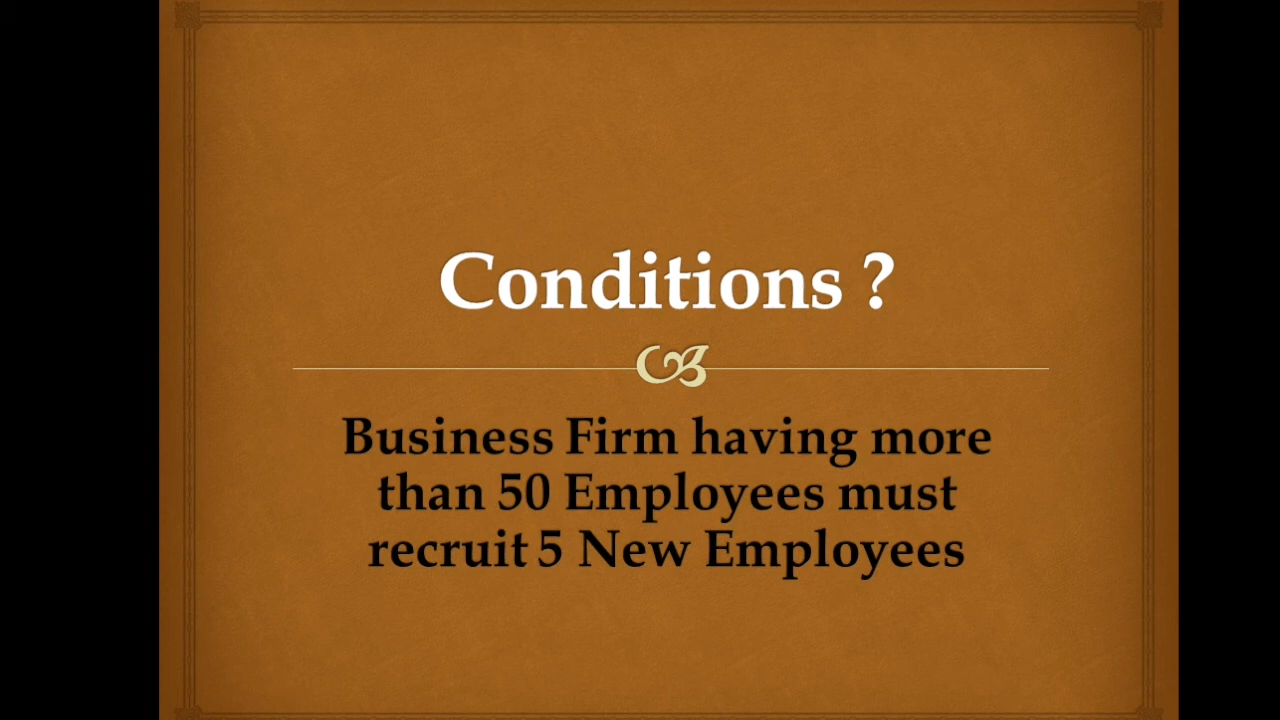 Conditions ?
Business Firm having more
than 50 Employees must
recruit 5 New Employees